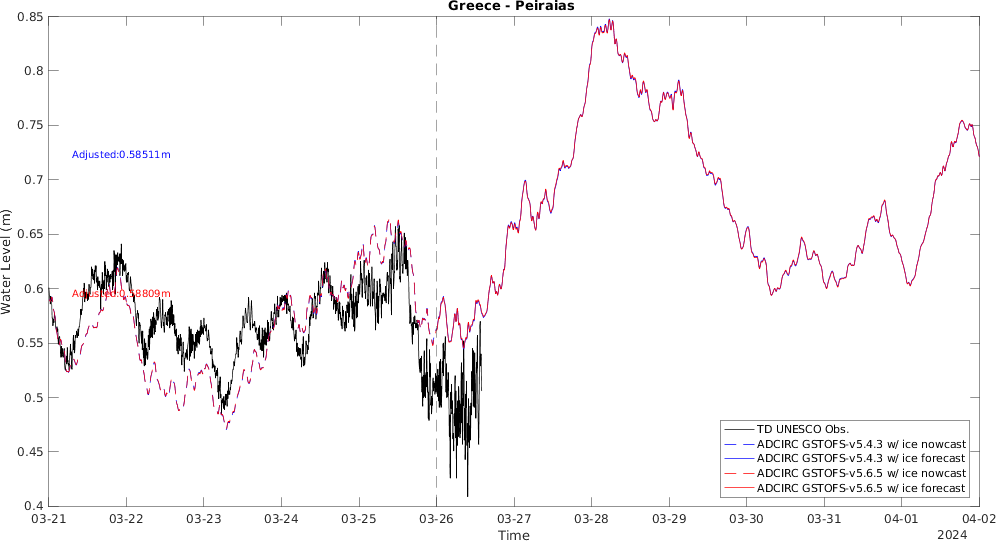 Greece - Peiraias
0.85
0.8
0.75
0.7
0.65
0.6
0.55
0.5
0.45
0.4
Water Level (m)
Adjusted:0.58511m
Adjusted:0.58809m
TD UNESCO Obs.
ADCIRC GSTOFS-v5.4.3 w/ ice nowcast
ADCIRC GSTOFS-v5.4.3 w/ ice forecast
ADCIRC GSTOFS-v5.6.5 w/ ice nowcast
ADCIRC GSTOFS-v5.6.5 w/ ice forecast
03-21 03-22 03-23 03-24 03-25 03-26 03-27 03-28 03-29 03-30 03-31 04-01 04-02
Time
2024